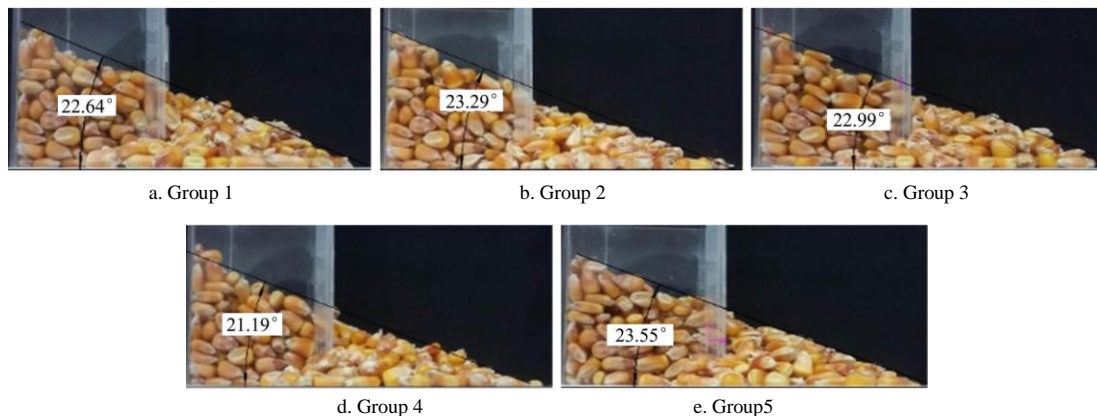 22.64°
23.29°
22.99°
a. Group 1
b. Group 2
c. Group 3
21.19°
23.55°
d. Group 4
e. Group5